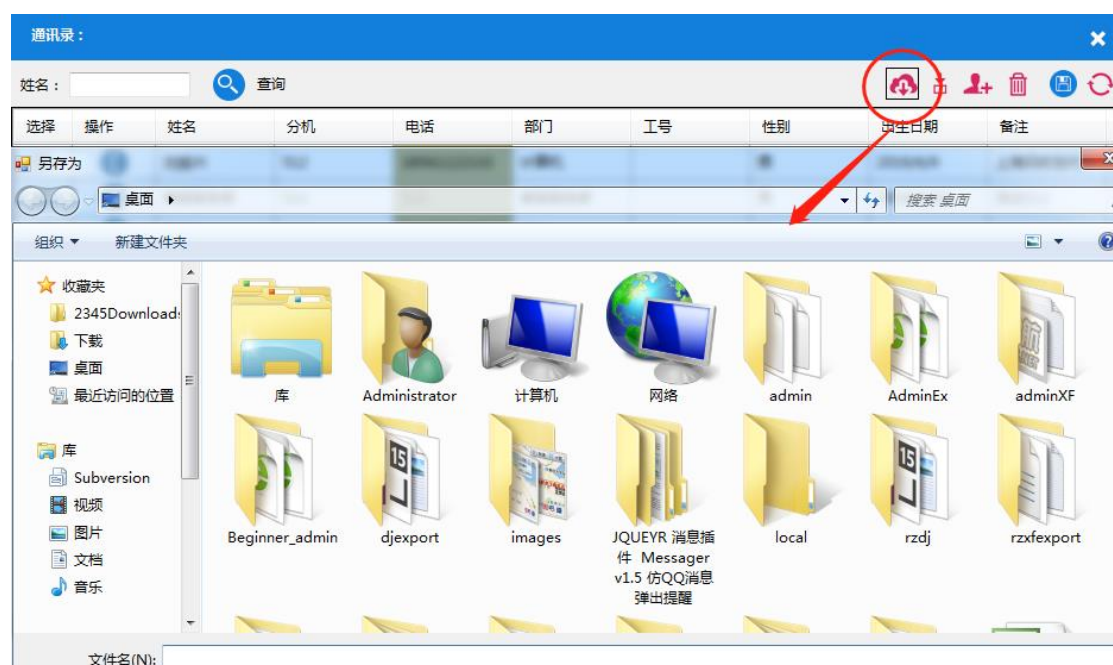 通讯录：
姓名：
查询
选择 操作 姓名 分机 电话 部门 工号 性别 出生日期 备注
另存为
桌面
搜索 桌面
组织 新建文件夹
收藏夹
2345Download
下载
桌面
最近访问的位置
库
Subversion
视频
图片
文档
音乐
库 Administrator 计算机 网络 admin AdminEx adminXF
Beginner_admin djexport images JQUEYR 消息插 local rzdj rzxfexport
件 Messager
v1.5 仿QQ消息
弹出提醒
文件名(N):